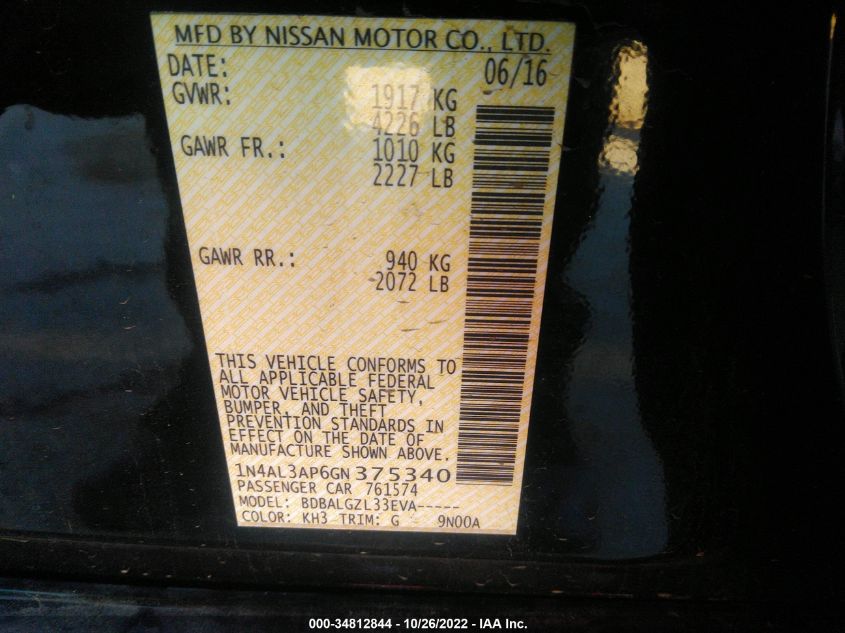 MFD BY NISSAN MOTOR CO., LTD.
DATE: 06/16
GVWR: 1917 KG
4226 LB
GAWR FR.: 1010 KG
2227 LB
GAWR RR.: 940 KG
2072 LB
THIS VEHICLE CONFORMS TO
ALL APPLICABLE FEDERAL
MOTOR VEHICLE SAFETY,
BUMPER, AND THEFT
PREVENTION STANDARDS IN
EFFECT ON THE DATE OF
MANUFACTURE SHOWN ABOVE.
1N4AL3AP6GN375340
PASSENGER CAR 761574
MODEL: BDBALGZL33EVA-----
COLOR: KH3 TRIM: G 9N00A
000-34812844 - 10/26/2022 - IAA Inc.